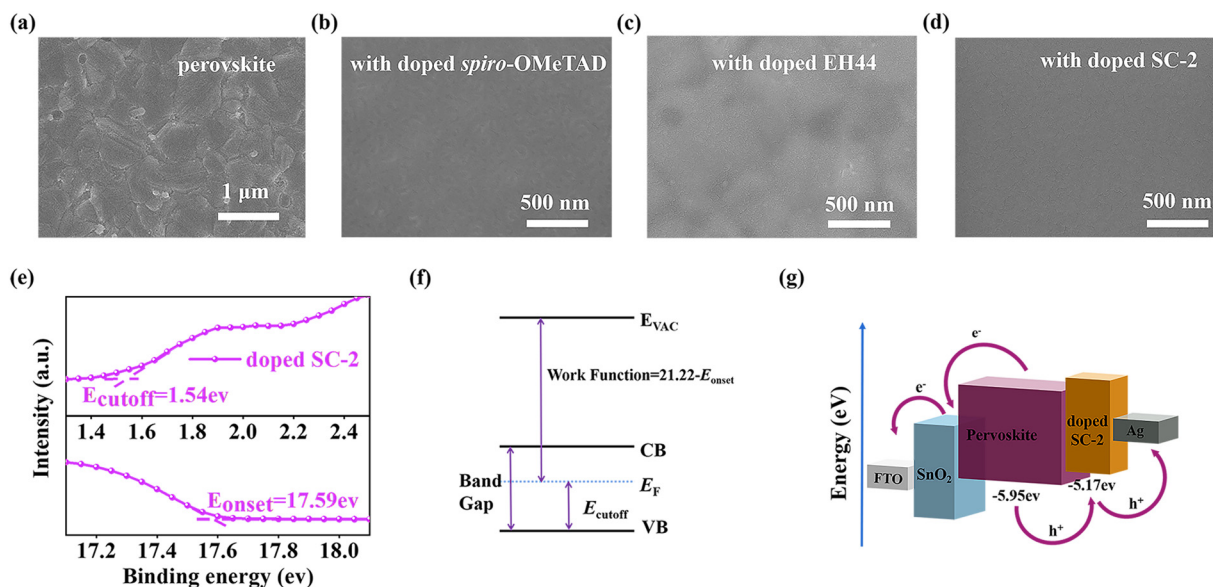 (a)
perovskite
1 μm
(b)
with doped spiro-OMeTAD
500 nm
(c)
with doped EH44
500 nm
(d)
with doped SC-2
500 nm
(e)
Intensity (a.u.)
doped SC-2
Ecutoff=1.54ev
1.4 1.6 1.8 2.0 2.2 2.4
Eonset=17.59ev
17.2 17.4 17.6 17.8 18.0
Binding energy (ev)
(f)
EVAC
Work Function=21.22-Eonset
CB
Band
Gap
EF
Ecutoff
VB
(g)
Energy (eV)
e-
e-
FTO
SnO2
Pervoskite
doped
SC-2
Ag
-5.95ev
-5.17ev
h+
h+